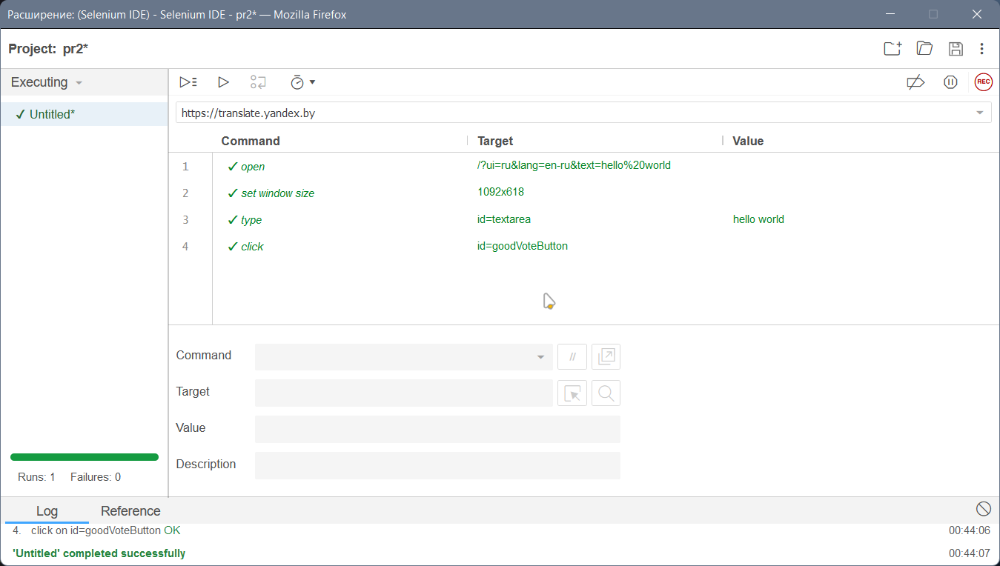 Расширение: (Selenium IDE) - Selenium IDE - pr2* — Mozilla Firefox
Project: pr2*
Executing
REC
✓ Untitled*
https://translate.yandex.by
Command Target Value
1 ✓ open /?ui=ru&lang=en-ru&text=hello%20world
2 ✓ set window size 1092x618
3 ✓ type id=textarea hello world
4 ✓ click id=goodVoteButton
Command //
Target
Value
Description
Runs: 1 Failures: 0
Log Reference
4. click on id=goodVoteButton OK 00:44:06
'Untitled' completed successfully 00:44:07